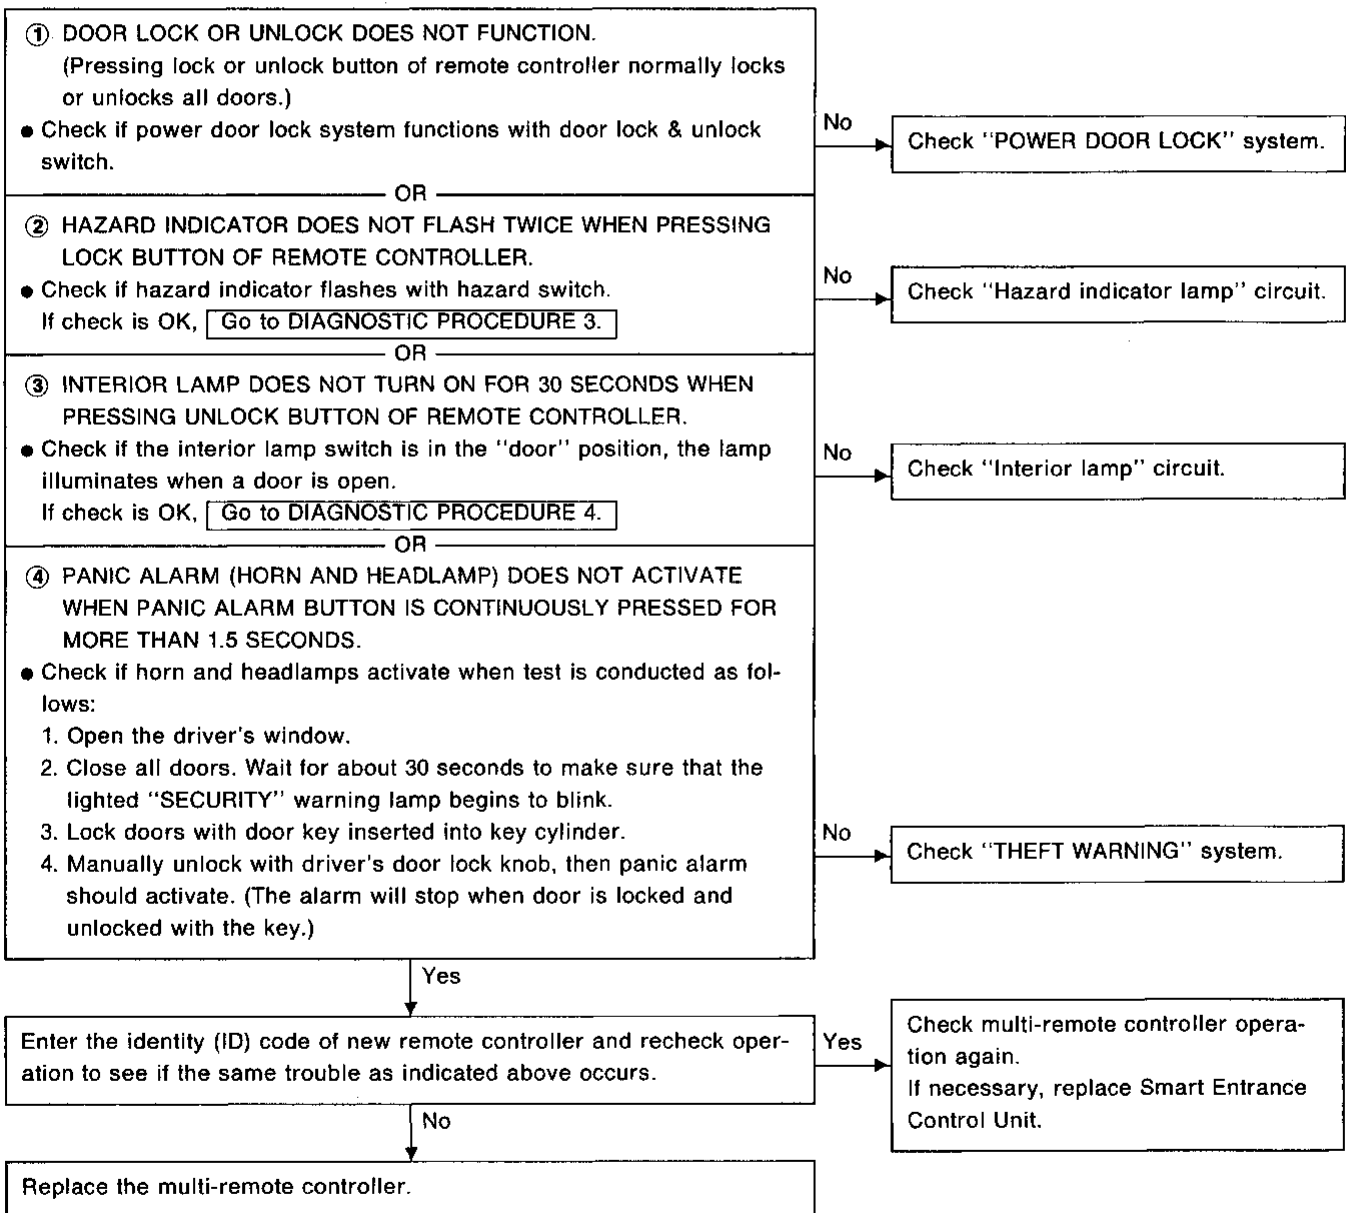 ① DOOR LOCK OR UNLOCK DOES NOT FUNCTION.
(Pressing lock or unlock button of remote controller normally locks
or unlocks all doors.)
● Check if power door lock system functions with door lock & unlock
switch.
No
Check "POWER DOOR LOCK" system.
OR
② HAZARD INDICATOR DOES NOT FLASH TWICE WHEN PRESSING
LOCK BUTTON OF REMOTE CONTROLLER.
● Check if hazard indicator flashes with hazard switch.
If check is OK, Go to DIAGNOSTIC PROCEDURE 3.
No
Check "Hazard indicator lamp" circuit.
OR
③ INTERIOR LAMP DOES NOT TURN ON FOR 30 SECONDS WHEN
PRESSING UNLOCK BUTTON OF REMOTE CONTROLLER.
● Check if the interior lamp switch is in the "door" position, the lamp
illuminates when a door is open.
If check is OK, Go to DIAGNOSTIC PROCEDURE 4.
No
Check "Interior lamp" circuit.
OR
④ PANIC ALARM (HORN AND HEADLAMP) DOES NOT ACTIVATE
WHEN PANIC ALARM BUTTON IS CONTINUOUSLY PRESSED FOR
MORE THAN 1.5 SECONDS.
● Check if horn and headlamps activate when test is conducted as fol-
lows:
1. Open the driver's window.
2. Close all doors. Wait for about 30 seconds to make sure that the
lighted "SECURITY" warning lamp begins to blink.
3. Lock doors with door key inserted into key cylinder.
4. Manually unlock with driver's door lock knob, then panic alarm
should activate. (The alarm will stop when door is locked and
unlocked with the key.)
No
Check "THEFT WARNING" system.
Yes
Enter the identity (ID) code of new remote controller and recheck oper-
ation to see if the same trouble as indicated above occurs.
Yes
Check multi-remote controller opera-
tion again.
If necessary, replace Smart Entrance
Control Unit.
No
Replace the multi-remote controller.